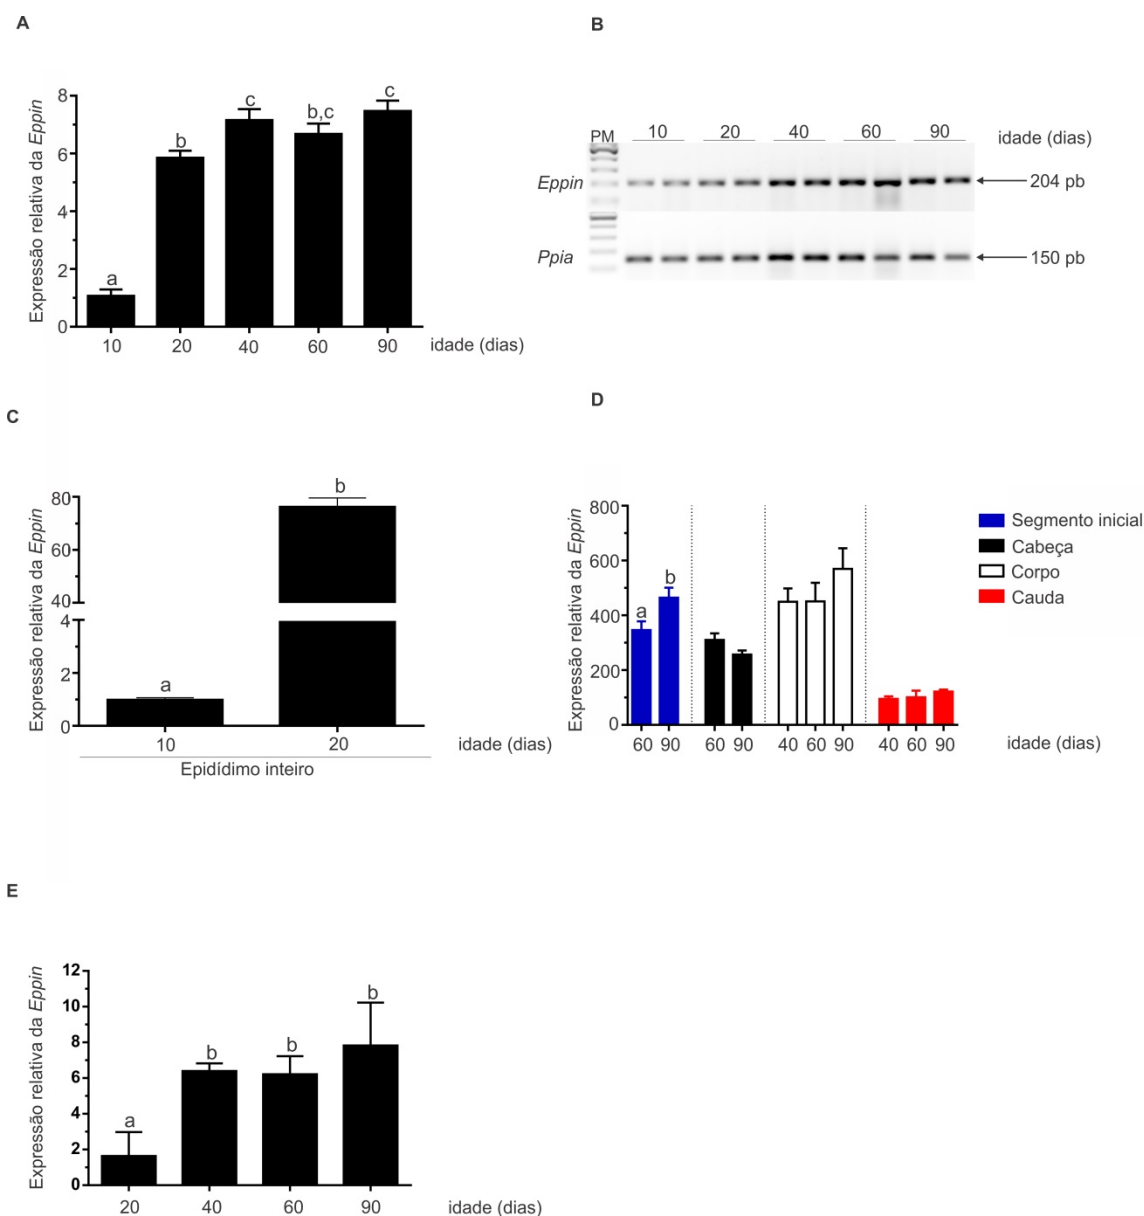 A
Expressão relativa da Eppin
8
6
4
2
0
a
b
c
b,c
c
10 20 40 60 90 idade (dias)
B
PM 10 20 40 60 90 idade (dias)
Eppin 204 pb
Ppia 150 pb
C
Expressão relativa da Eppin
80
60
40
4
2
0
a
b
10 20 idade (dias)
Epidídimo inteiro
D
Expressão relativa da Eppin
800
600
400
200
0
a
b
60 90 60 90 40 60 90 40 60 90 idade (dias)
Segmento inicial
Cabeça
Corpo
Cauda
E
Expressão relativa da Eppin
12
10
8
6
4
2
0
a
b
b
b
20 40 60 90 idade (dias)